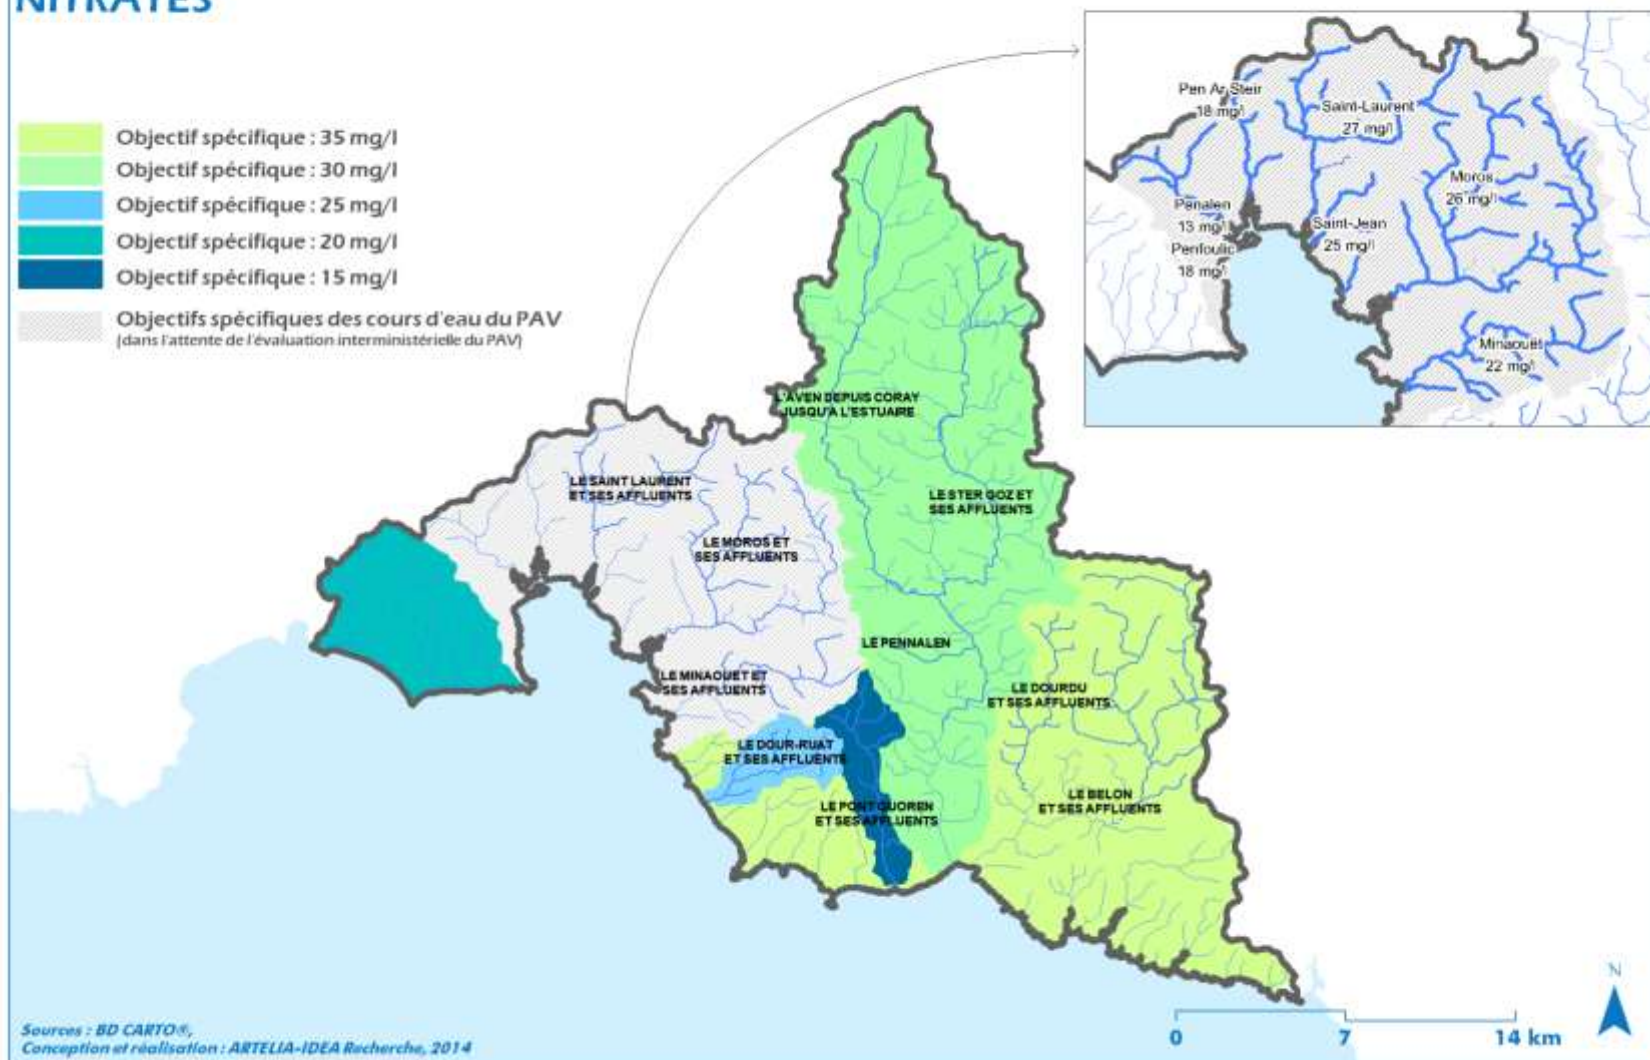 NITRATES
Objectif spécifique : 35 mg/l
Objectif spécifique : 30 mg/l
Objectif spécifique : 25 mg/l
Objectif spécifique : 20 mg/l
Objectif spécifique : 15 mg/l
Objectifs spécifiques des cours d'eau du PAV
(dans l'attente de l'évaluation interministérielle du PAV)
Pen Ar Steir
18 mg/l
Saint-Laurent
27 mg/l
Moros
26 mg/l
Penalen
13 mg/l
Saint-Jean
25 mg/l
Penfoulic
18 mg/l
Minaouët
22 mg/l
L'AVEN DEPUIS CORAY
JUSQU'A L'ESTUAIRE
LE SAINT LAURENT
ET SES AFFLUENTS
LE STER GOZ ET
SES AFFLUENTS
LE MOROS ET
SES AFFLUENTS
LE PENNALEN
LE MINAOUET ET
SES AFFLUENTS
LE DOURDU
ET SES AFFLUENTS
LE DOUR-RUAT
ET SES AFFLUENTS
LE BELON
ET SES AFFLUENTS
LE PONT QUOREN
ET SES AFFLUENTS
N
0 7 14 km
Sources : BD CARTO®,
Conception et réalisation : ARTELIA-IDEA Recherche, 2014